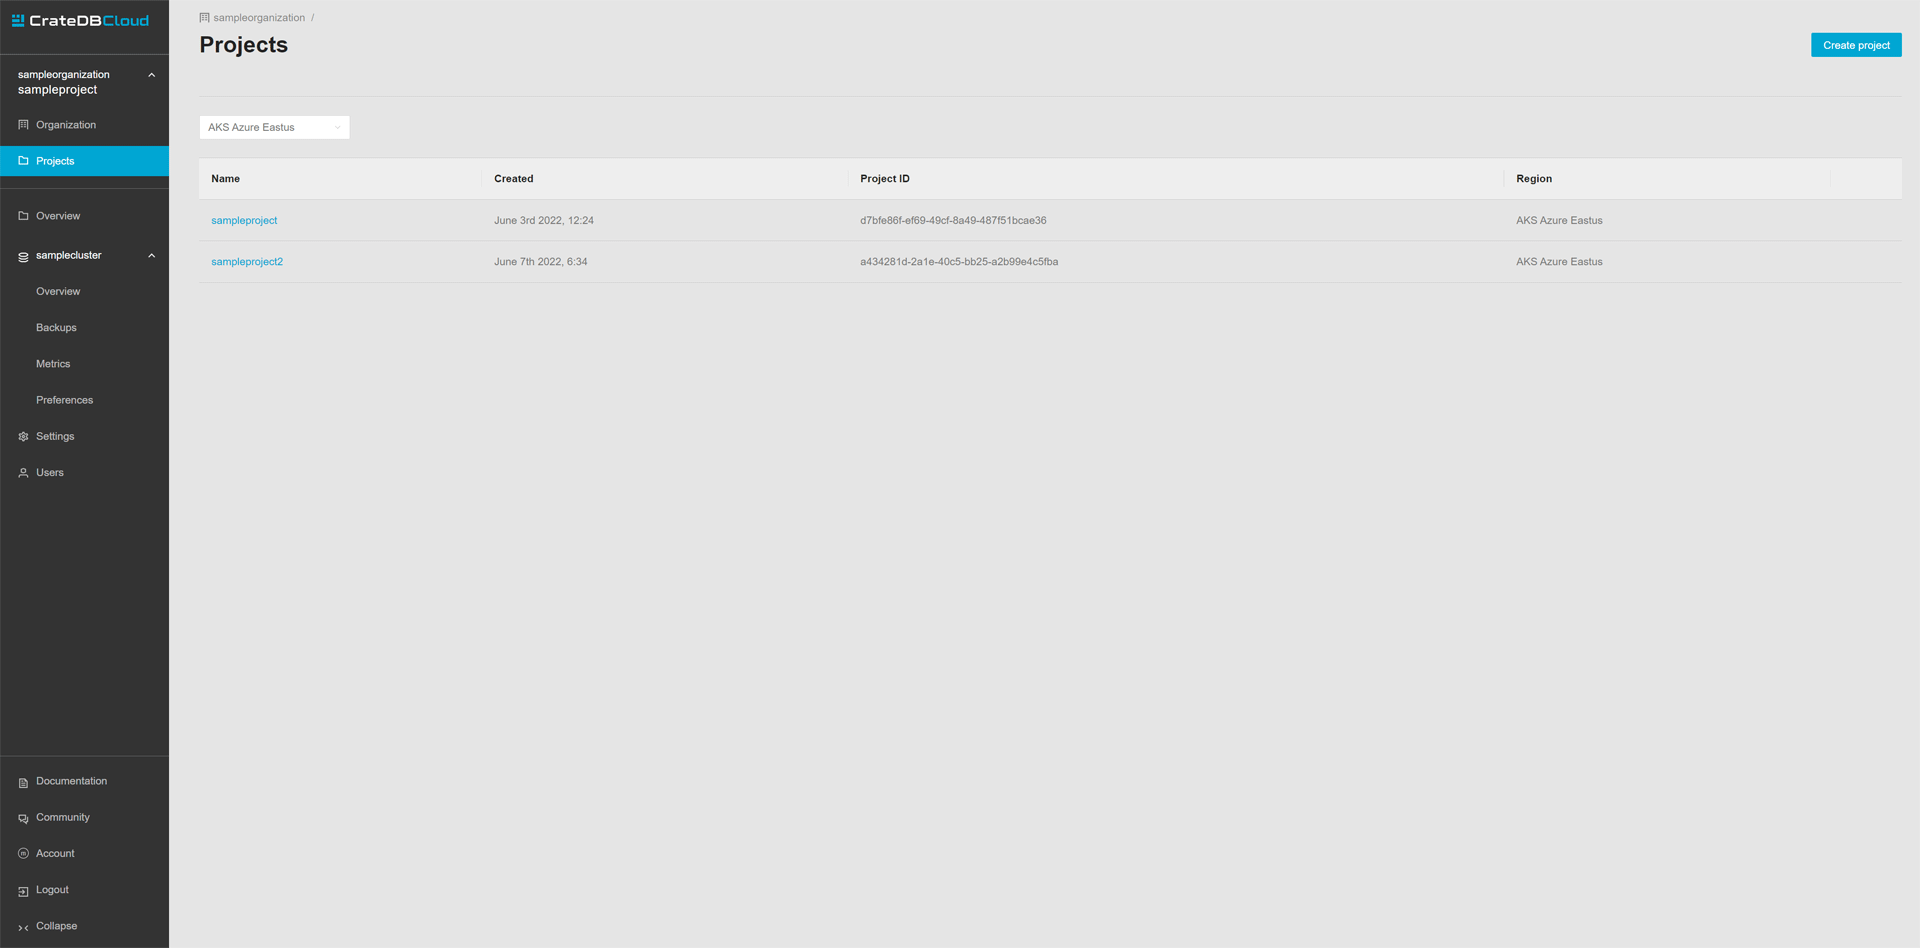 CrateDBCloud
sampleorganization
sampleproject
Organization
Projects
Overview
samplecluster
Overview
Backups
Metrics
Preferences
Settings
Users
Documentation
Community
Account
Logout
Collapse
sampleorganization /
Projects
Create project
AKS Azure Eastus
Name Created Project ID Region
sampleproject June 3rd 2022, 12:24 d7bfe86f-ef69-49cf-8a49-487f51bcae36 AKS Azure Eastus
sampleproject2 June 7th 2022, 6:34 a434281d-2a1e-40c5-bb25-a2b99e4c5fba AKS Azure Eastus